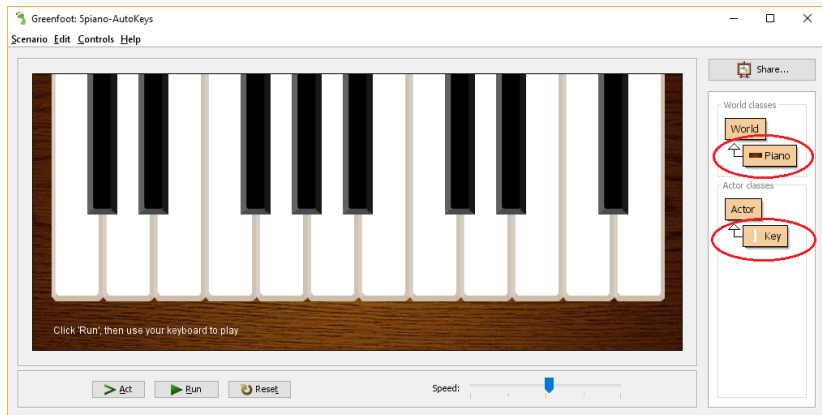 Greenfoot: 5piano-AutoKeys
Scenario Edit Controls Help
Share...
World classes
World
Piano
Actor classes
Actor
Key
Click 'Run', then use your keyboard to play
Act Run Reset Speed: